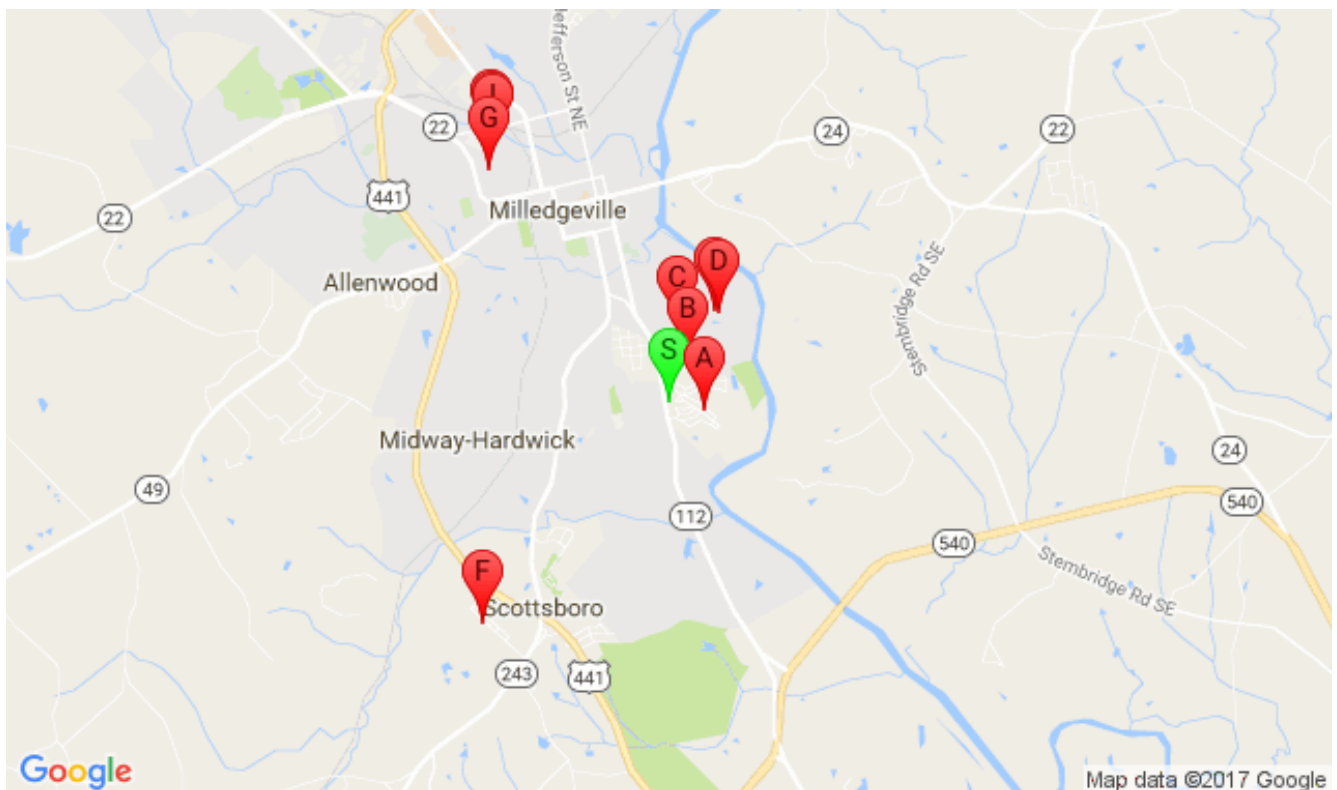 Jefferson St NE
J
G
22
24
22
441
22
Milledgeville
Stembridge Rd SE
D
C
Allenwood
B
S
A
Midway-Hardwick
24
49
540
112
540
Stembridge Rd SE
F
Scottsboro
243
441
Google
Map data ©2017 Google